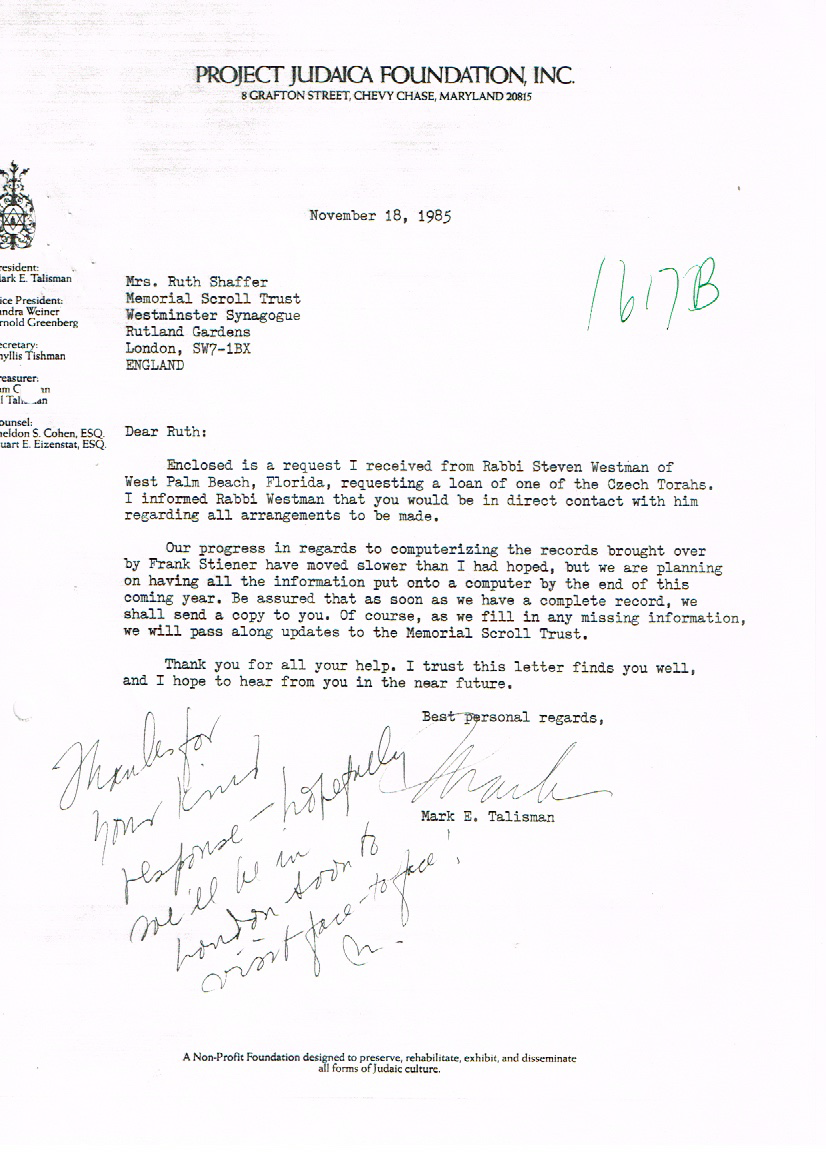 PROJECT JUDAICA FOUNDATION, INC.
8 GRAFTON STREET, CHEVY CHASE, MARYLAND 20815
November 18, 1985
1617B
resident:
ark E. Talisman
ice President:
andra Weiner
rnold Greenberg
ecretary:
hyllis Tishman
easurer:
ounsel:
heldon S. Cohen, ESQ.
uart E. Eizenstat, ESQ.
Mrs. Ruth Shaffer
Memorial Scroll Trust
Westminster Synagogue
Rutland Gardens
London, SW7-1BX
ENGLAND
Dear Ruth:
Enclosed is a request I received from Rabbi Steven Westman of
West Palm Beach, Florida, requesting a loan of one of the Czech Torahs.
I informed Rabbi Westman that you would be in direct contact with him
regarding all arrangements to be made.
Our progress in regards to computerizing the records brought over
by Frank Stiener have moved slower than I had hoped, but we are planning
on having all the information put onto a computer by the end of this
coming year. Be assured that as soon as we have a complete record, we
shall send a copy to you. Of course, as we fill in any missing information,
we will pass along updates to the Memorial Scroll Trust.
Thank you for all your help. I trust this letter finds you well,
and I hope to hear from you in the near future.
Best personal regards,
Mark
Mark E. Talisman
Thanks for
your kind
response - hopefully
we'll be in
London soon to
visit face-to-face!
M.
A Non-Profit Foundation designed to preserve, rehabilitate, exhibit, and disseminate
all forms of Judaic culture.